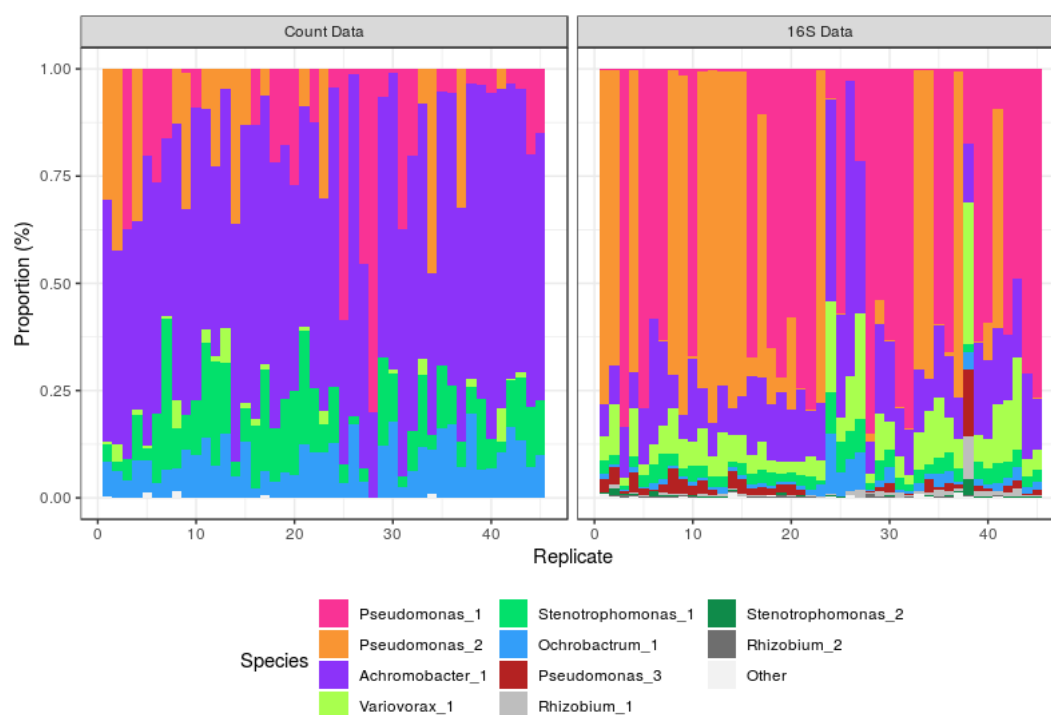 Count Data 16S Data
1.00
0.75
0.50
0.25
0.00
Proportion (%)
0 10 20 30 40 0 10 20 30 40
Replicate
Species
Pseudomonas_1 Stenotrophomonas_1 Stenotrophomonas_2
Pseudomonas_2 Ochrobactrum_1 Rhizobium_2
Achromobacter_1 Pseudomonas_3 Other
Variovorax_1 Rhizobium_1